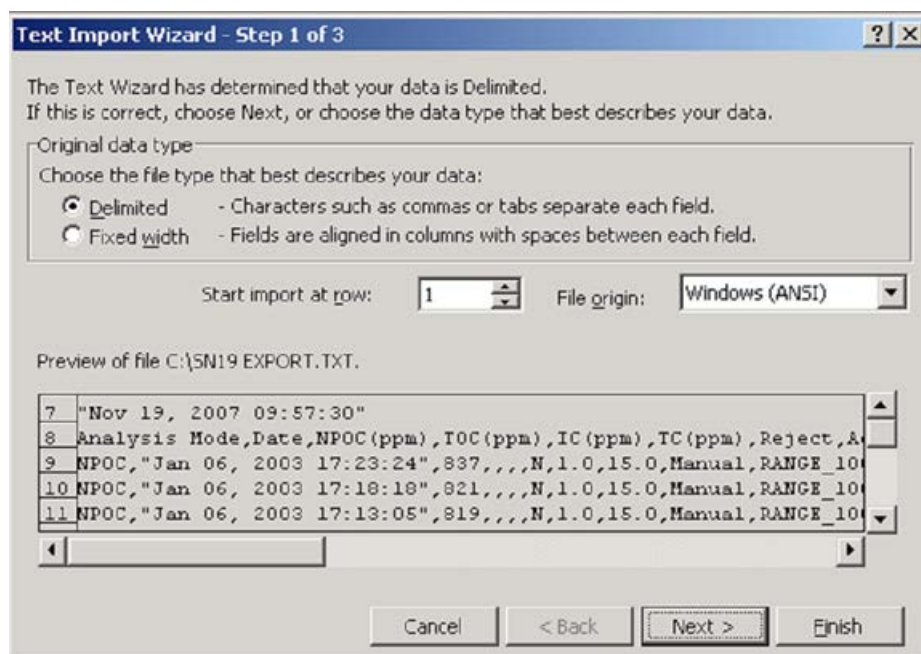 Text Import Wizard - Step 1 of 3
The Text Wizard has determined that your data is Delimited.
If this is correct, choose Next, or choose the data type that best describes your data.
Original data type
Choose the file type that best describes your data:
Delimited - Characters such as commas or tabs separate each field.
Fixed width - Fields are aligned in columns with spaces between each field.
Start import at row: 1 File origin: Windows (ANSI)
Preview of file C:\SN19 EXPORT.TXT.
7 "Nov 19, 2007 09:57:30"
8 Analysis Mode,Date,NPOC(ppm),TOC(ppm),IC(ppm),TC(ppm),Reject,A
9 NPOC,"Jan 06, 2003 17:23:24",837,,,,N,1.0,15.0,Manual,RANGE_10
10 NPOC,"Jan 06, 2003 17:18:18",821,,,,N,1.0,15.0,Manual,RANGE_10
11 NPOC,"Jan 06, 2003 17:13:05",819,,,,N,1.0,15.0,Manual,RANGE_10
Cancel < Back Next > Finish